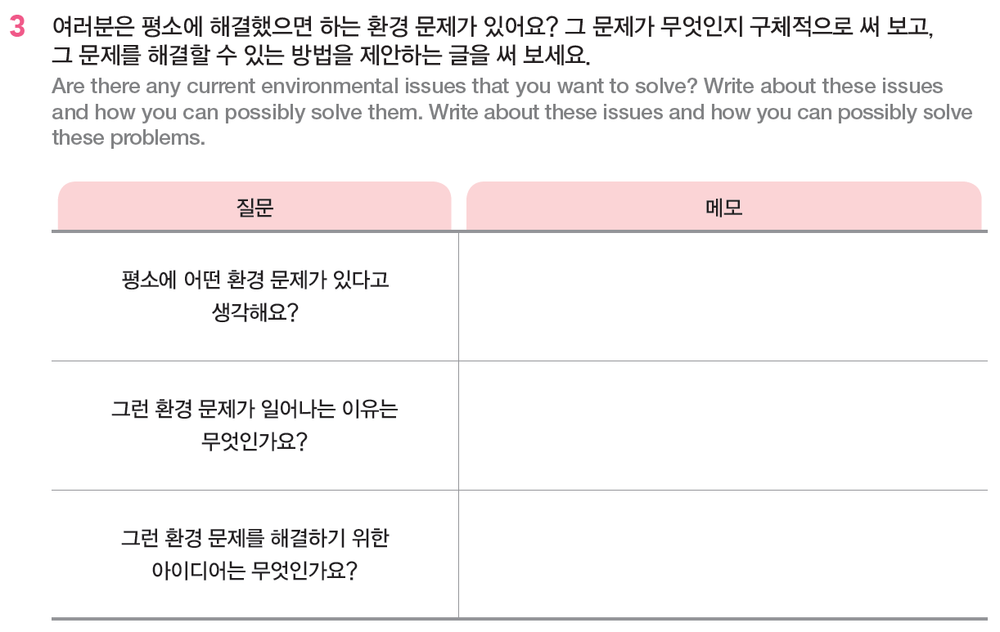 3 여러분은 평소에 해결했으면 하는 환경 문제가 있어요? 그 문제가 무엇인지 구체적으로 써 보고,
그 문제를 해결할 수 있는 방법을 제안하는 글을 써 보세요.
Are there any current environmental issues that you want to solve? Write about these issues
and how you can possibly solve them. Write about these issues and how you can possibly solve
these problems.
질문 메모
평소에 어떤 환경 문제가 있다고
생각해요?
그런 환경 문제가 일어나는 이유는
무엇인가요?
그런 환경 문제를 해결하기 위한
아이디어는 무엇인가요?